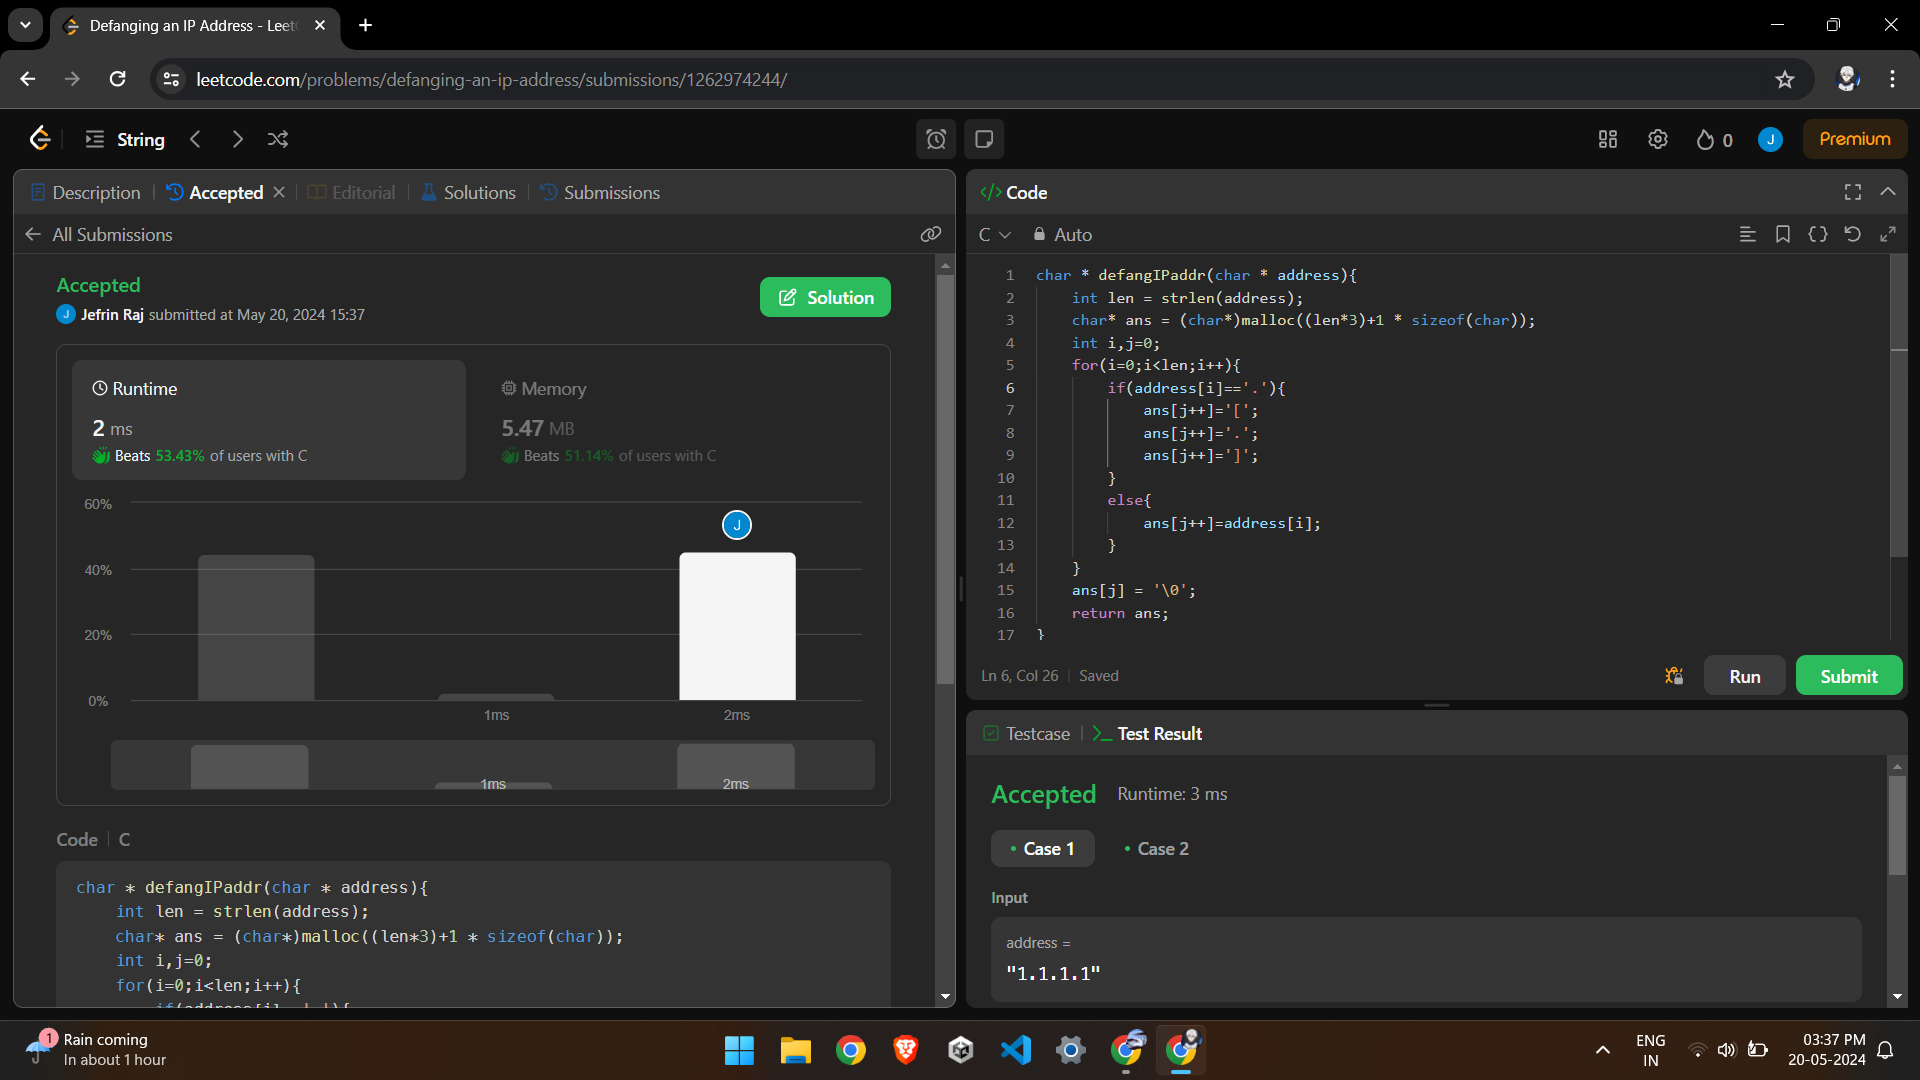 Defanging an IP Address - Leet
leetcode.com/problems/defanging-an-ip-address/submissions/1262974244/
String
0
J
Premium
Description
Accepted
Editorial
Solutions
Submissions
All Submissions
Accepted
J Jefrin Raj submitted at May 20, 2024 15:37
Solution
Runtime
2 ms
Beats 53.43% of users with C
Memory
5.47 MB
Beats 51.14% of users with C
60%
40%
20%
0%
J
1ms
2ms
1ms
2ms
Code | C
char * defangIPaddr(char * address){
int len = strlen(address);
char* ans = (char*)malloc((len*3)+1 * sizeof(char));
int i,j=0;
for(i=0;i<len;i++){
</> Code
C
Auto
1 char * defangIPaddr(char * address){
2 int len = strlen(address);
3 char* ans = (char*)malloc((len*3)+1 * sizeof(char));
4 int i,j=0;
5 for(i=0;i<len;i++){
6 if(address[i]=='.'){
7 ans[j++]='[';
8 ans[j++]='.';
9 ans[j++]=']';
10 }
11 else{
12 ans[j++]=address[i];
13 }
14 }
15 ans[j] = '\0';
16 return ans;
17 }
Ln 6, Col 26 | Saved
Run
Submit
Testcase
Test Result
Accepted Runtime: 3 ms
Case 1
Case 2
Input
address =
"1.1.1.1"
1
Rain coming
In about 1 hour
ENG
IN
03:37 PM
20-05-2024